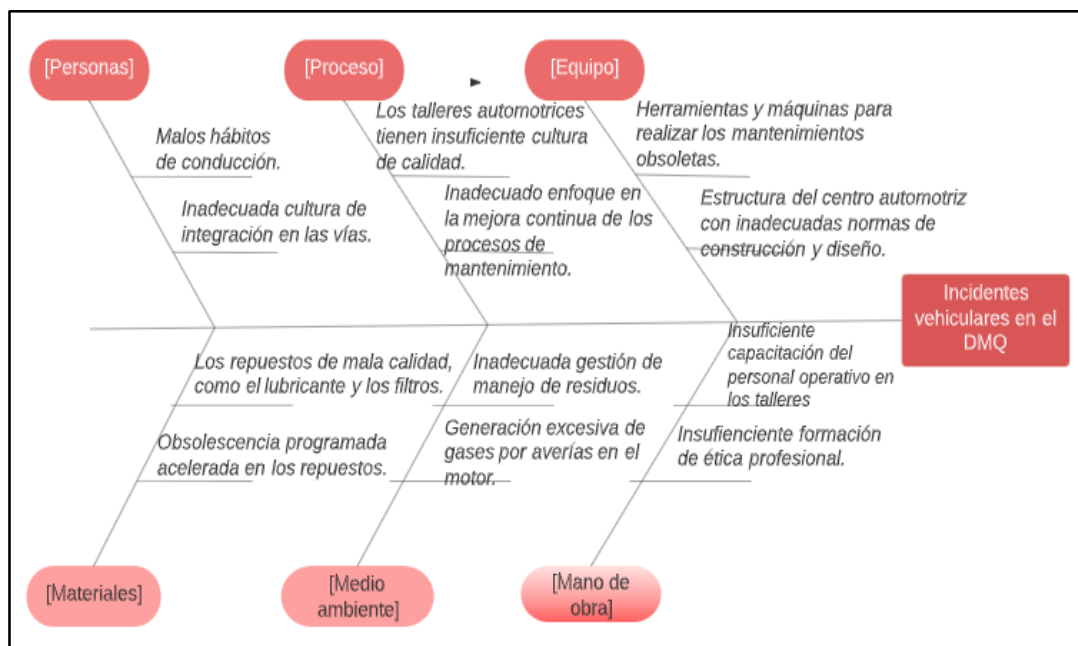 [Personas]
[Proceso]
[Equipo]
Malos hábitos
de conducción.
Inadecuada cultura de
integración en las vías.
Los talleres automotrices
tienen insuficiente cultura
de calidad.
Inadecuado enfoque en
la mejora continua de los
procesos de
mantenimiento.
Herramientas y máquinas para
realizar los mantenimientos
obsoletas.
Estructura del centro automotriz
con inadecuadas normas de
construcción y diseño.
Incidentes
vehiculares en el
DMQ
Los repuestos de mala calidad,
como el lubricante y los filtros.
Obsolescencia programada
acelerada en los repuestos.
Inadecuada gestión de
manejo de residuos.
Generación excesiva de
gases por averías en el
motor.
Insuficiente
capacitación del
personal operativo en
los talleres
Insufienciente formación
de ética profesional.
[Materiales]
[Medio
ambiente]
[Mano de
obra]